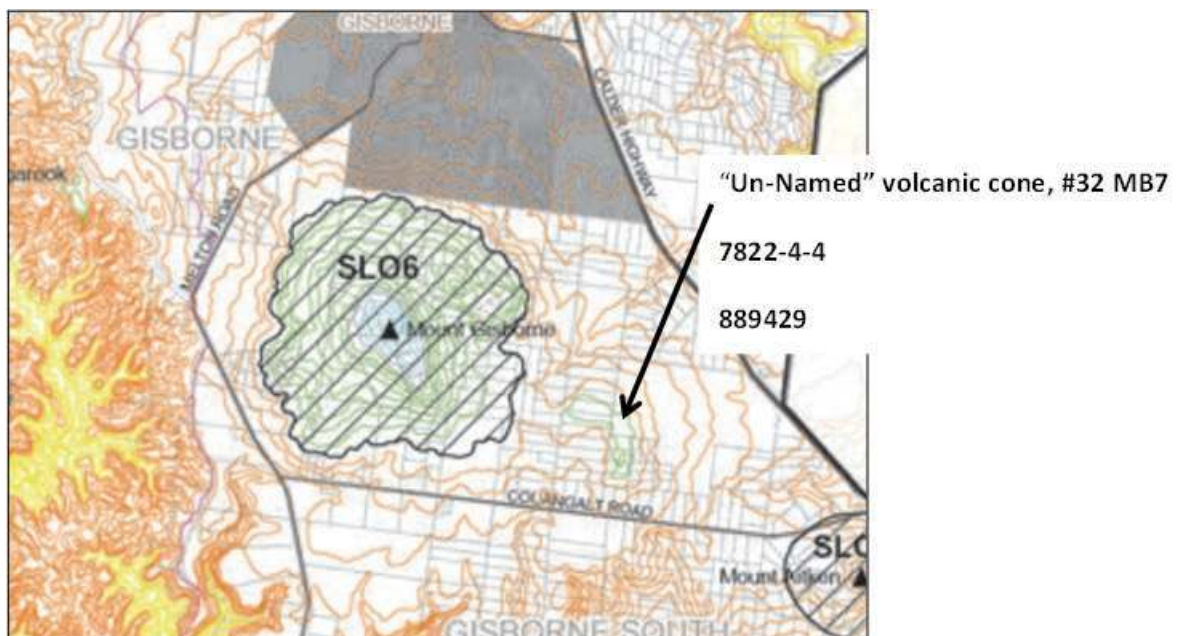 GISBORNE
CALDER HIGHWAY
GISBORNE
“Un-Named” volcanic cone, #32 MB7
7822-4-4
889429
MELTON ROAD
SLO6
Mount Gisborne
COUANGALT ROAD
SLO
Mount Aitken
GISBORNE SOUTH